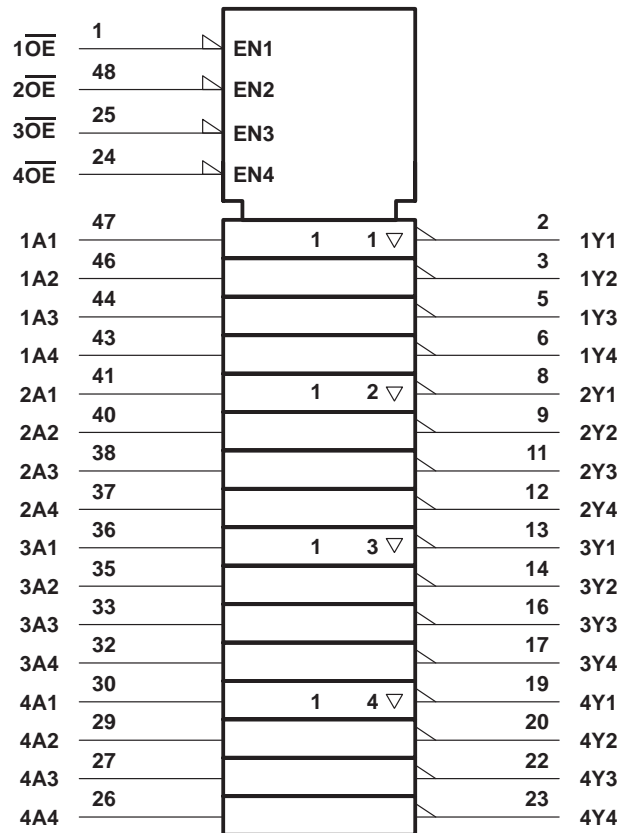 1O̅E̅ 1 EN1
2O̅E̅ 48 EN2
3O̅E̅ 25 EN3
4O̅E̅ 24 EN4
1A1 47 1 1 ▽ 2 1Y1
1A2 46 3 1Y2
1A3 44 5 1Y3
1A4 43 6 1Y4
2A1 41 1 2 ▽ 8 2Y1
2A2 40 9 2Y2
2A3 38 11 2Y3
2A4 37 12 2Y4
3A1 36 1 3 ▽ 13 3Y1
3A2 35 14 3Y2
3A3 33 16 3Y3
3A4 32 17 3Y4
4A1 30 1 4 ▽ 19 4Y1
4A2 29 20 4Y2
4A3 27 22 4Y3
4A4 26 23 4Y4